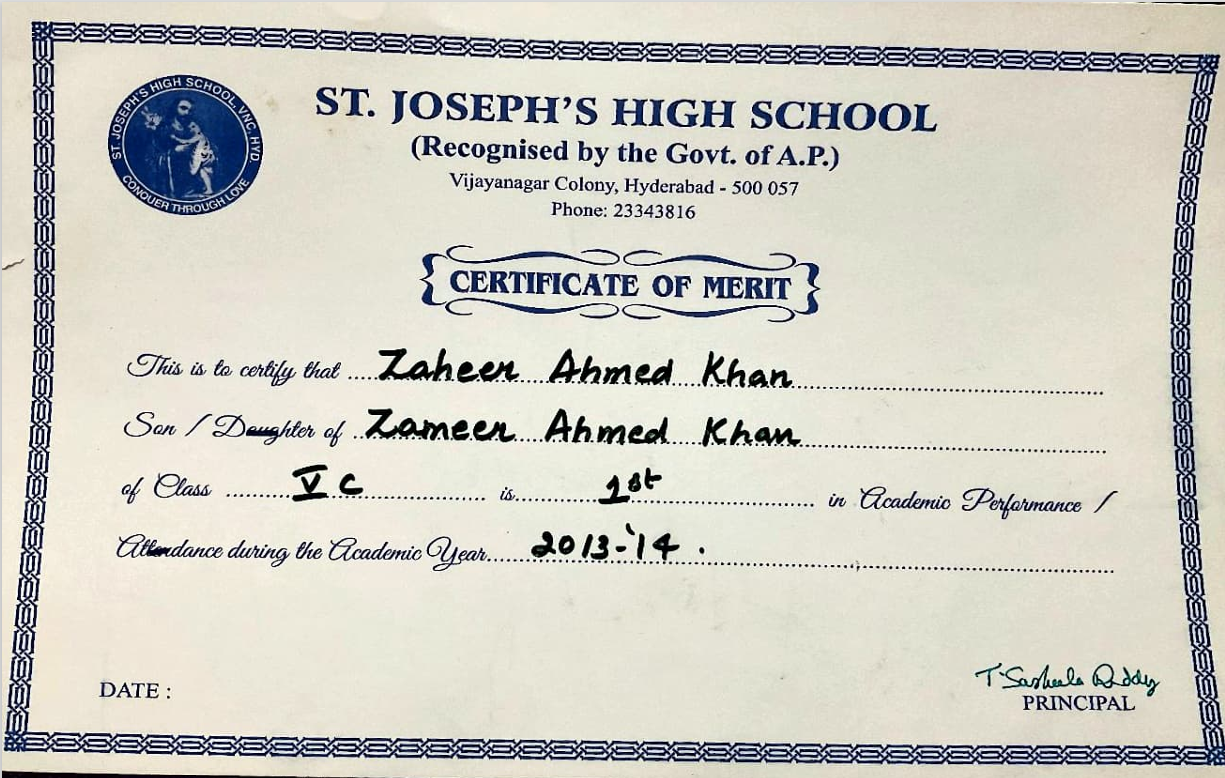 ST. JOSEPH'S HIGH SCHOOL, VNC, HYD.
CONQUER THROUGH LOVE
ST. JOSEPH'S HIGH SCHOOL
(Recognised by the Govt. of A.P.)
Vijayanagar Colony, Hyderabad - 500 057
Phone: 23343816
CERTIFICATE OF MERIT
This is to certify that Zaheer Ahmed Khan
Son / Daughter of Zameer Ahmed Khan
of Class V C is 1st in Academic Performance /
Attendance during the Academic Year 2013-'14 .
DATE :
PRINCIPAL